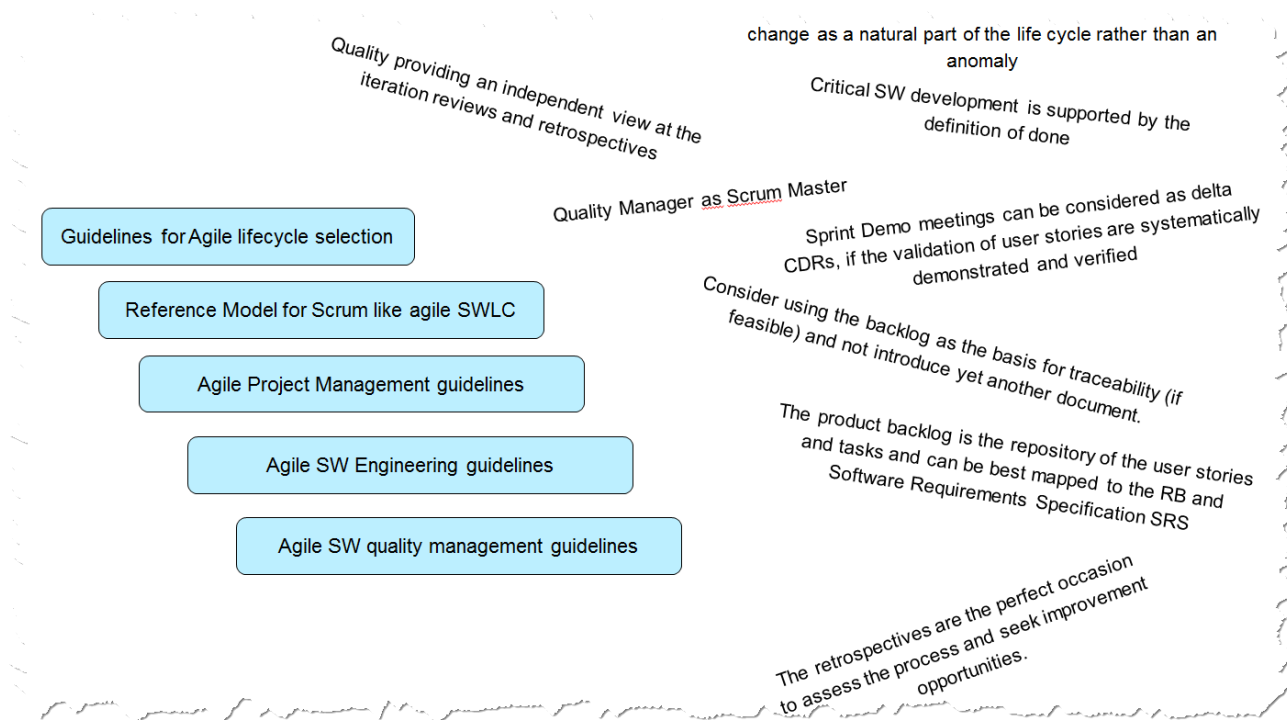 change as a natural part of the life cycle rather than an
anomaly
Quality providing an independent view at the
iteration reviews and retrospectives
Critical SW development is supported by the
definition of done
Quality Manager as Scrum Master
Sprint Demo meetings can be considered as delta
CDRs, if the validation of user stories are systematically
demonstrated and verified
Guidelines for Agile lifecycle selection
Reference Model for Scrum like agile SWLC
Agile Project Management guidelines
Agile SW Engineering guidelines
Agile SW quality management guidelines
Consider using the backlog as the basis for traceability (if
feasible) and not introduce yet another document.
The product backlog is the repository of the user stories
and tasks and can be best mapped to the RB and
Software Requirements Specification SRS
The retrospectives are the perfect occasion
to assess the process and seek improvement
opportunities.